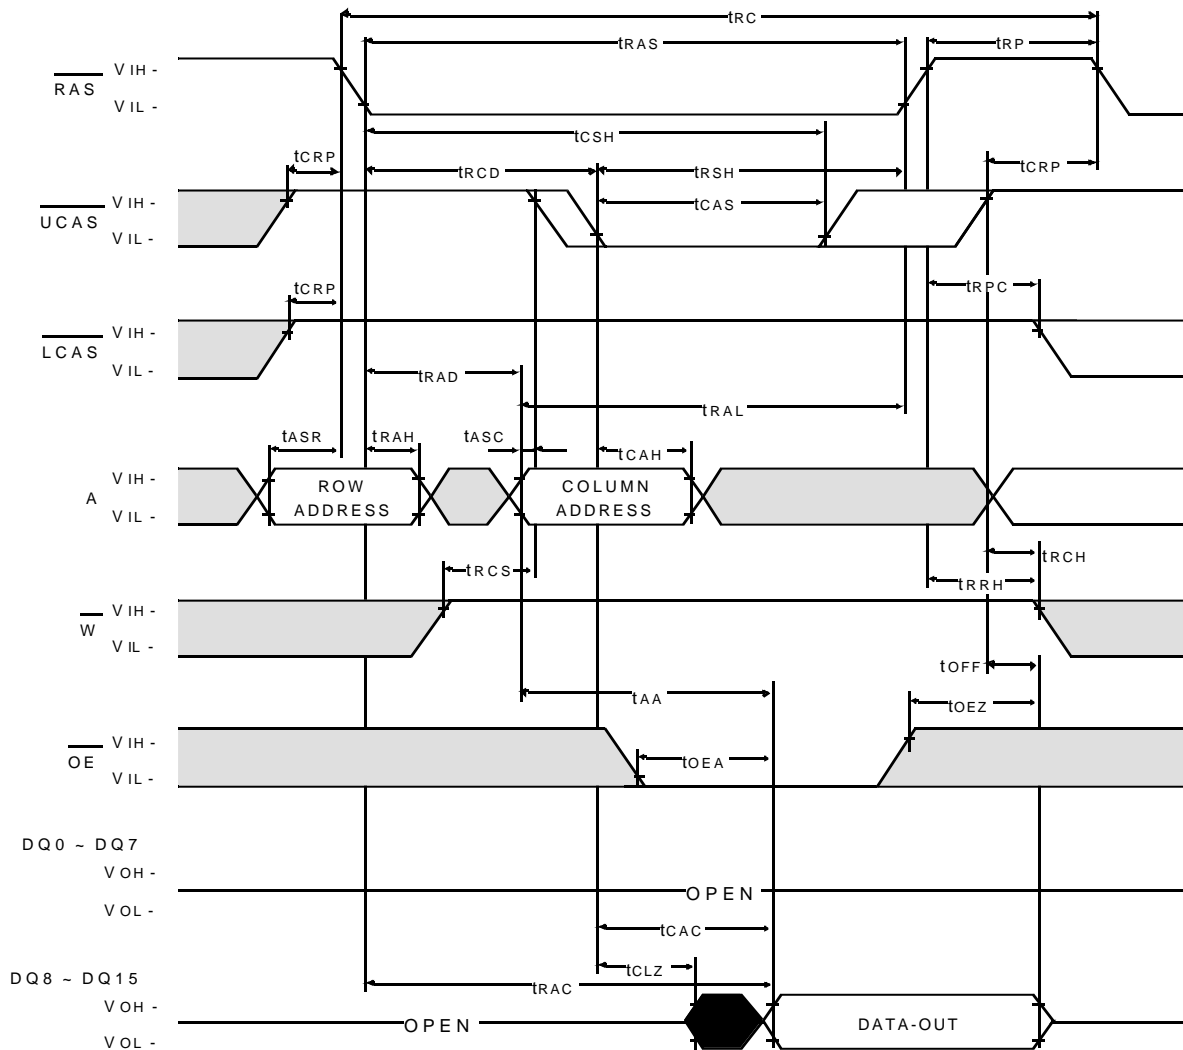 tRC
tRAS
tRP
RAS
VIH -
VIL -
tCSH
tCRP
tRCD
tRSH
tCRP
UCAS
VIH -
VIL -
tCAS
tCRP
tRPC
LCAS
VIH -
VIL -
tRAD
tRAL
tASR
tRAH
tASC
tCAH
A
VIH -
VIL -
ROW
ADDRESS
COLUMN
ADDRESS
tRCS
tRCH
tRRH
W
VIH -
VIL -
tOFF
tAA
tOEZ
OE
VIH -
VIL -
tOEA
DQ0 ~ DQ7
VOH -
VOL -
OPEN
tCAC
tCLZ
tRAC
DQ8 ~ DQ15
VOH -
VOL -
OPEN
DATA-OUT